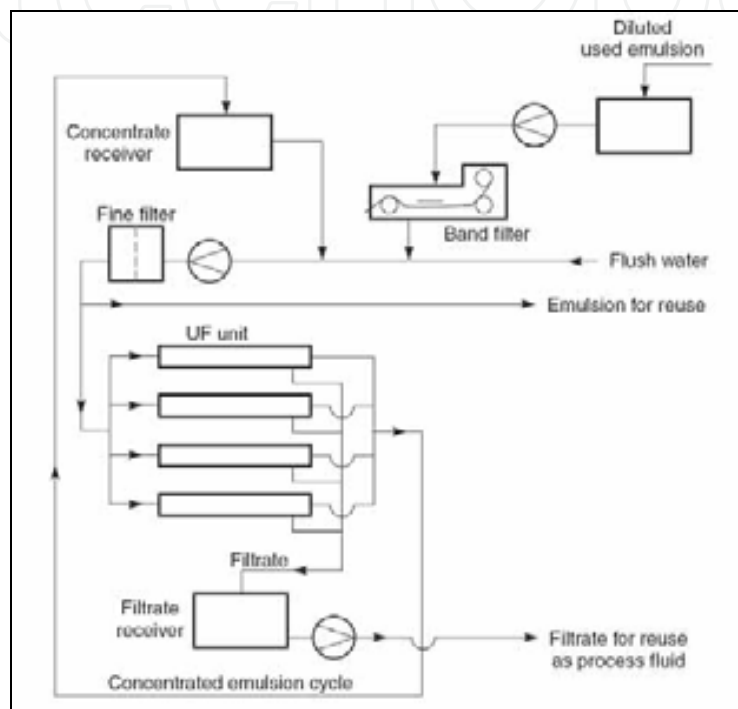 Diluted
used emulsion
Concentrate
receiver
Fine filter
Band filter
Flush water
Emulsion for reuse
UF unit
Filtrate
Filtrate
receiver
Filtrate for reuse
as process fluid
Concentrated emulsion cycle